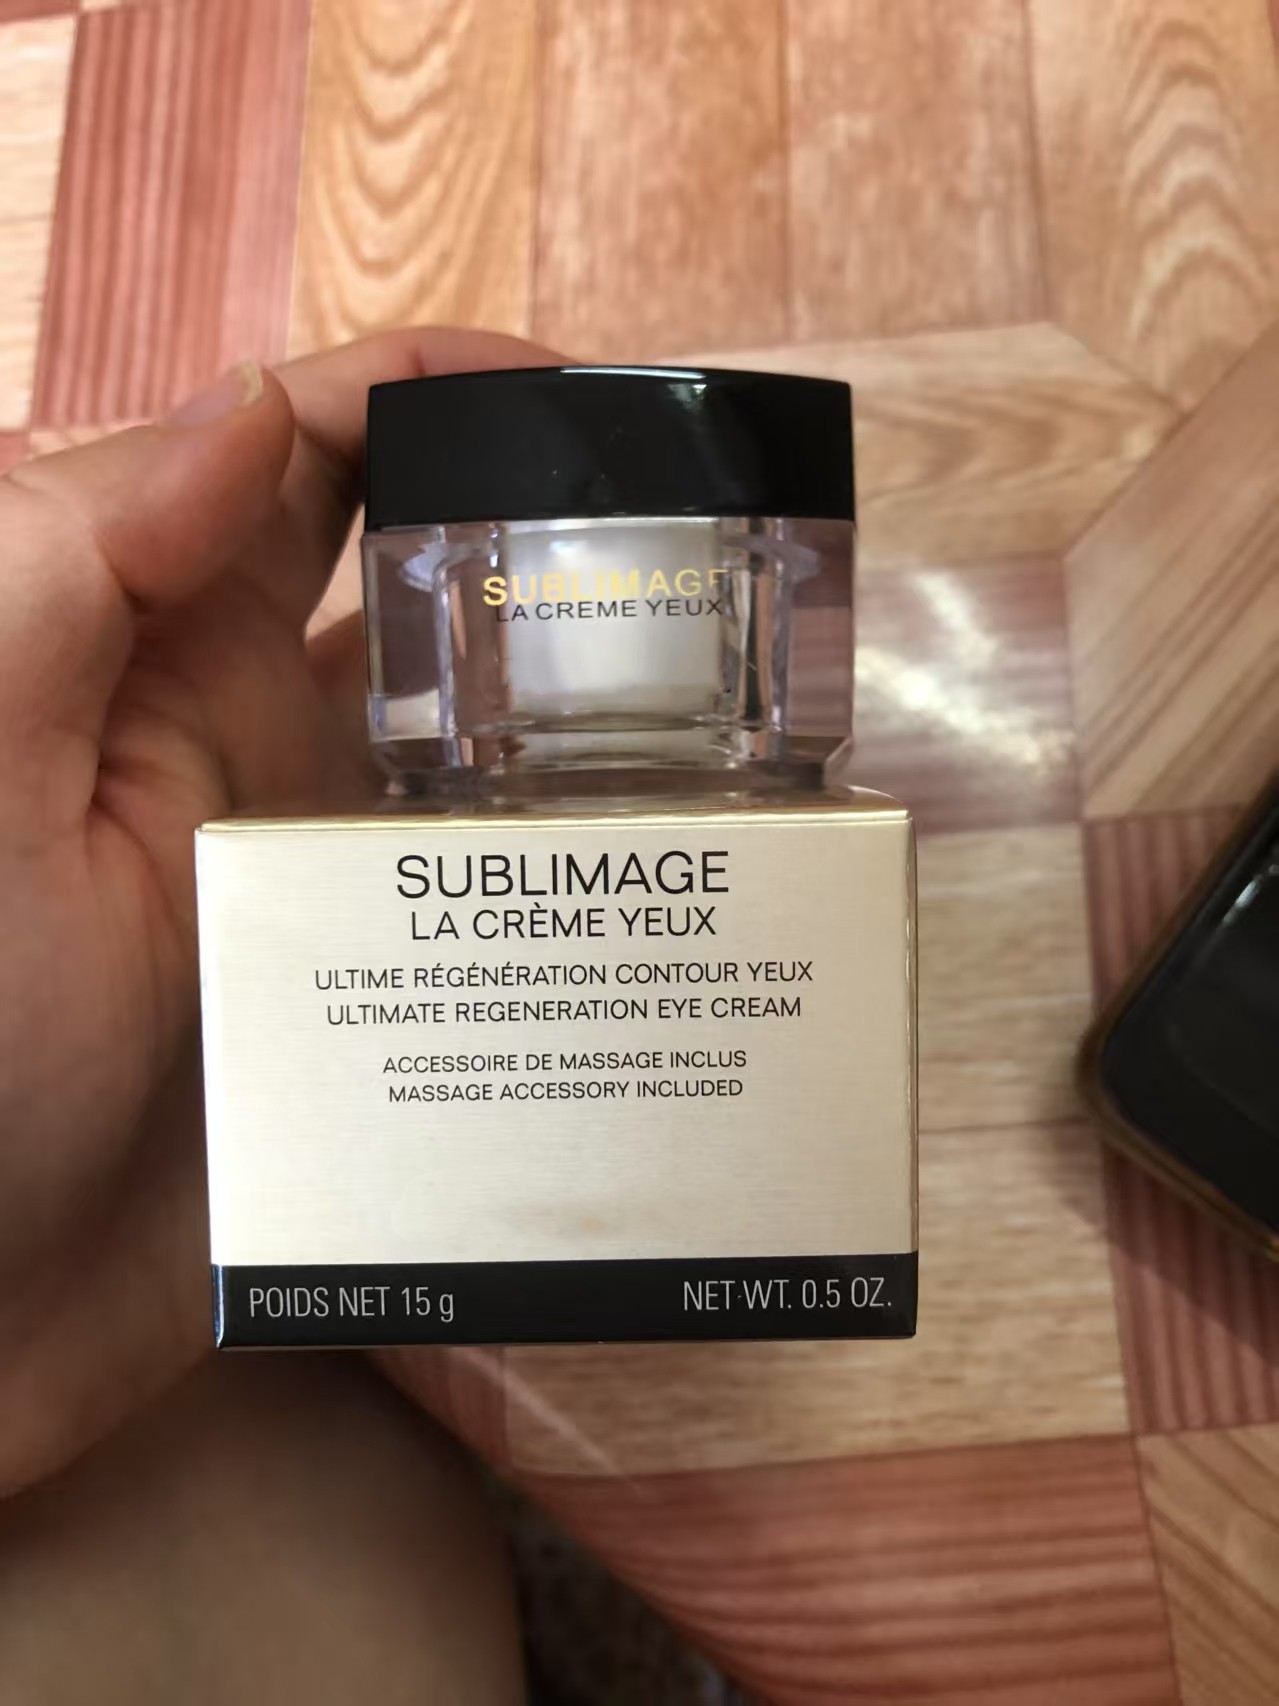 SUBLIMAGE
LA CREME YEUX
SUBLIMAGE
LA CRÈME YEUX
ULTIME RÉGÉNÉRATION CONTOUR YEUX
ULTIMATE REGENERATION EYE CREAM
ACCESSOIRE DE MASSAGE INCLUS
MASSAGE ACCESSORY INCLUDED
POIDS NET 15 g NET WT. 0.5 OZ.